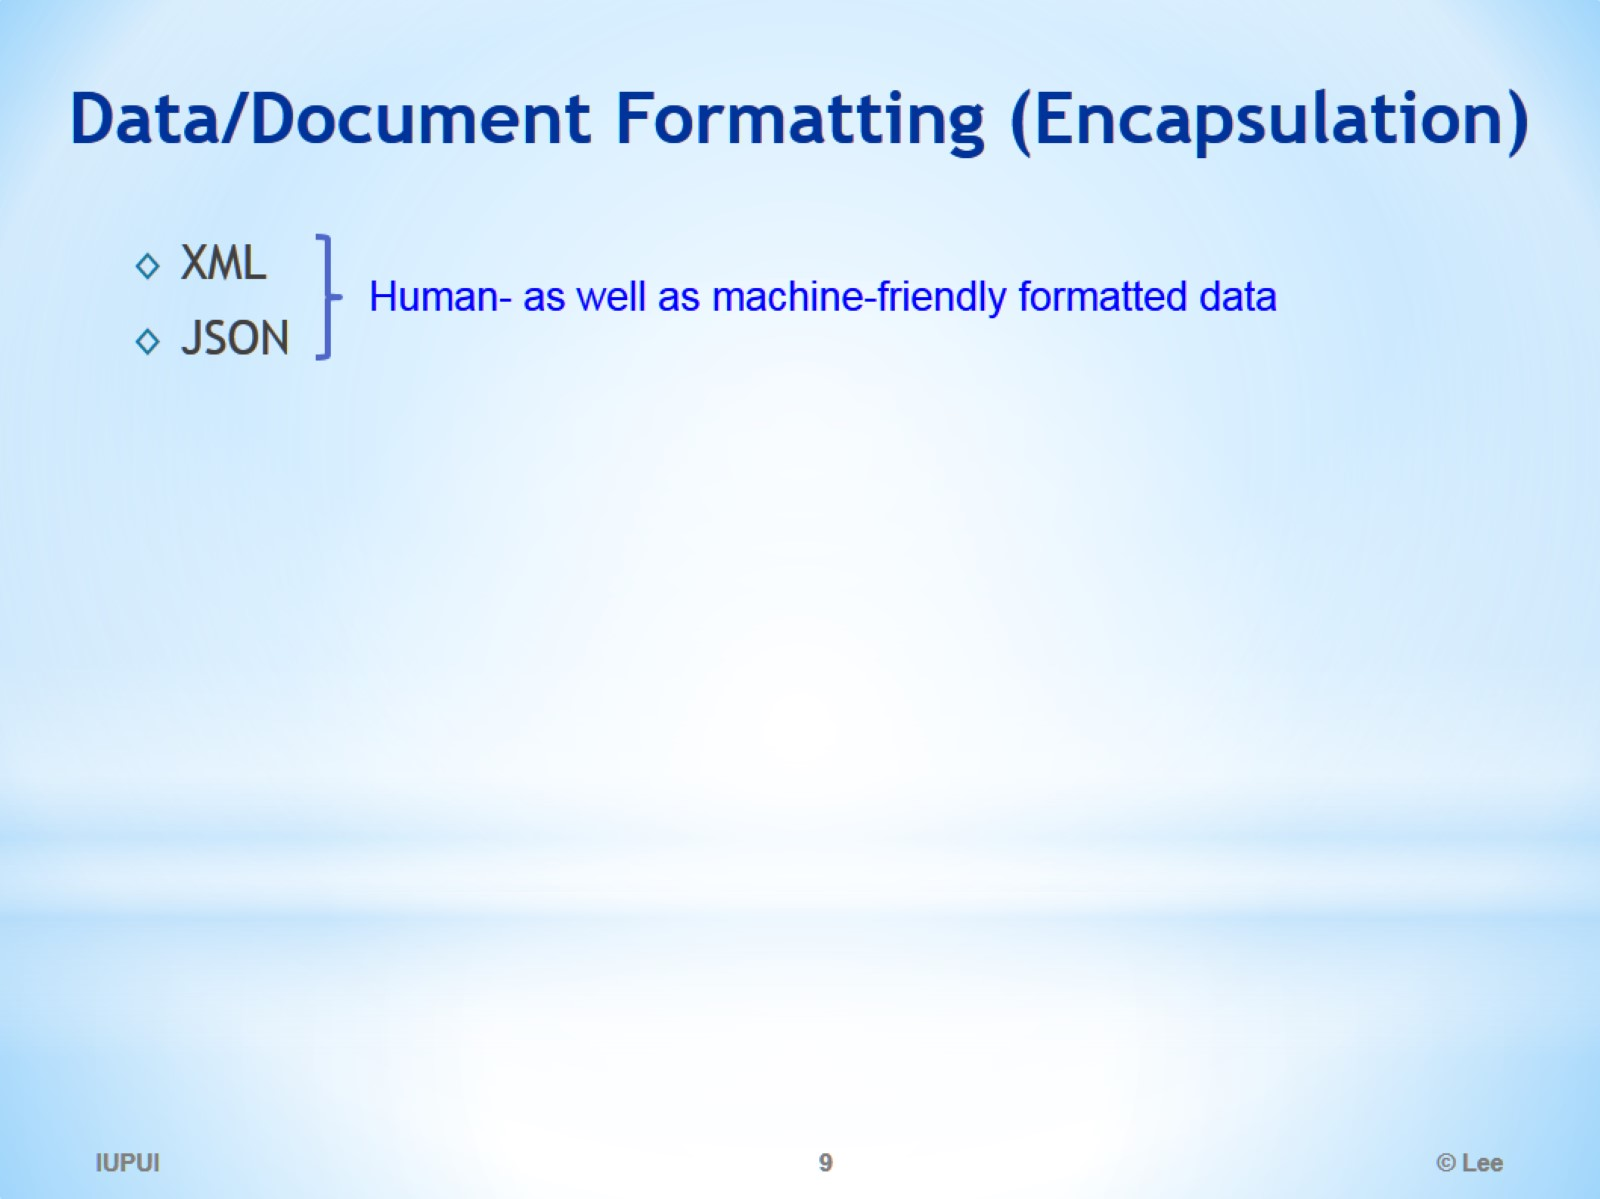 Data/Document Formatting (Encapsulation)
XML
JSON
Human- as well as machine-friendly formatted data
IUPUI
9
© Lee